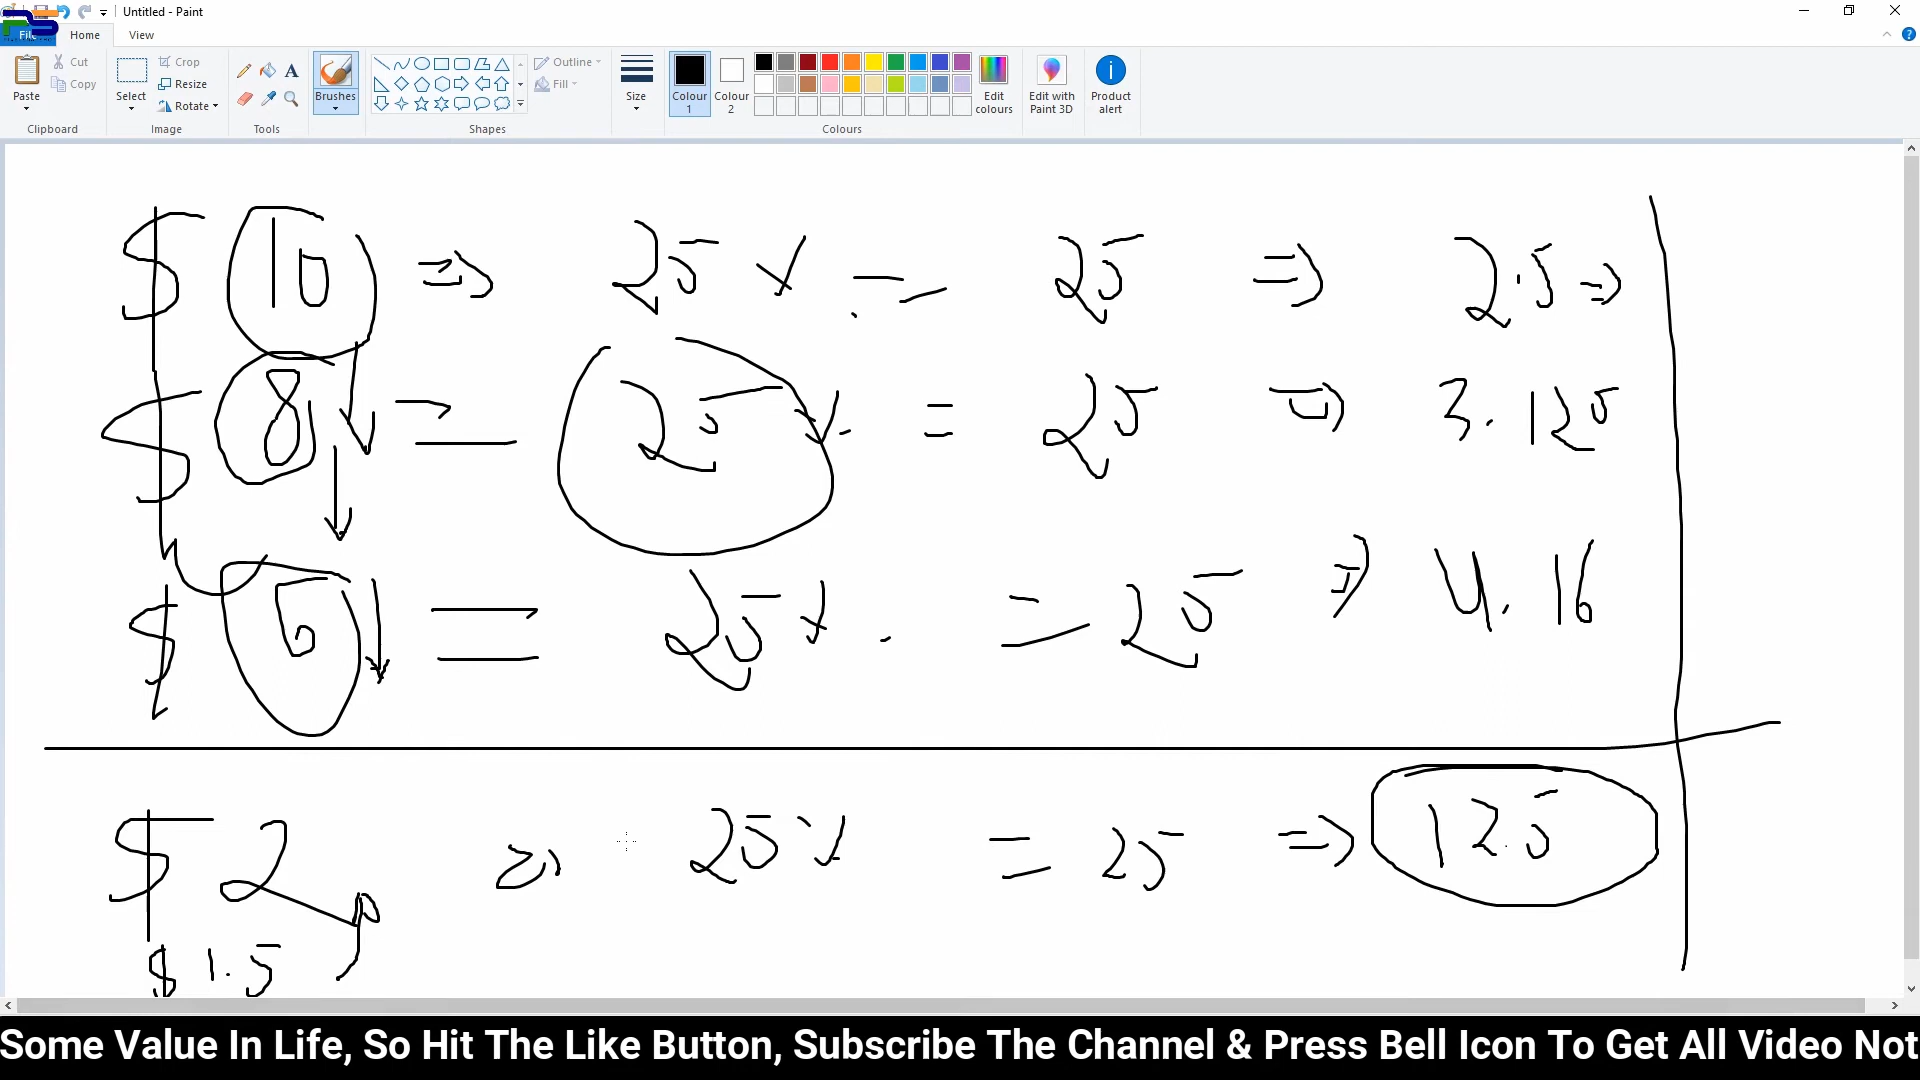 Untitled - Paint
File Home View
Paste
Cut
Copy
Clipboard
Select
Crop
Resize
Rotate
Image
Tools
Brushes
Shapes
Outline
Fill
Size
Colour 1
Colour 2
Edit colours
Colours
Edit with Paint 3D
Product alert
$ 10 ⇒ 25 % = 25 ⇒ 2.5 ⇒
$ 8 = 25 % = 25 ⇒ 3.125
$ 6 = 25 % = 25 ⇒ 4.16
$ 2 ⇒ 25 % = 25 ⇒ 12.5
$ 1.5
Some Value In Life, So Hit The Like Button, Subscribe The Channel & Press Bell Icon To Get All Video Not